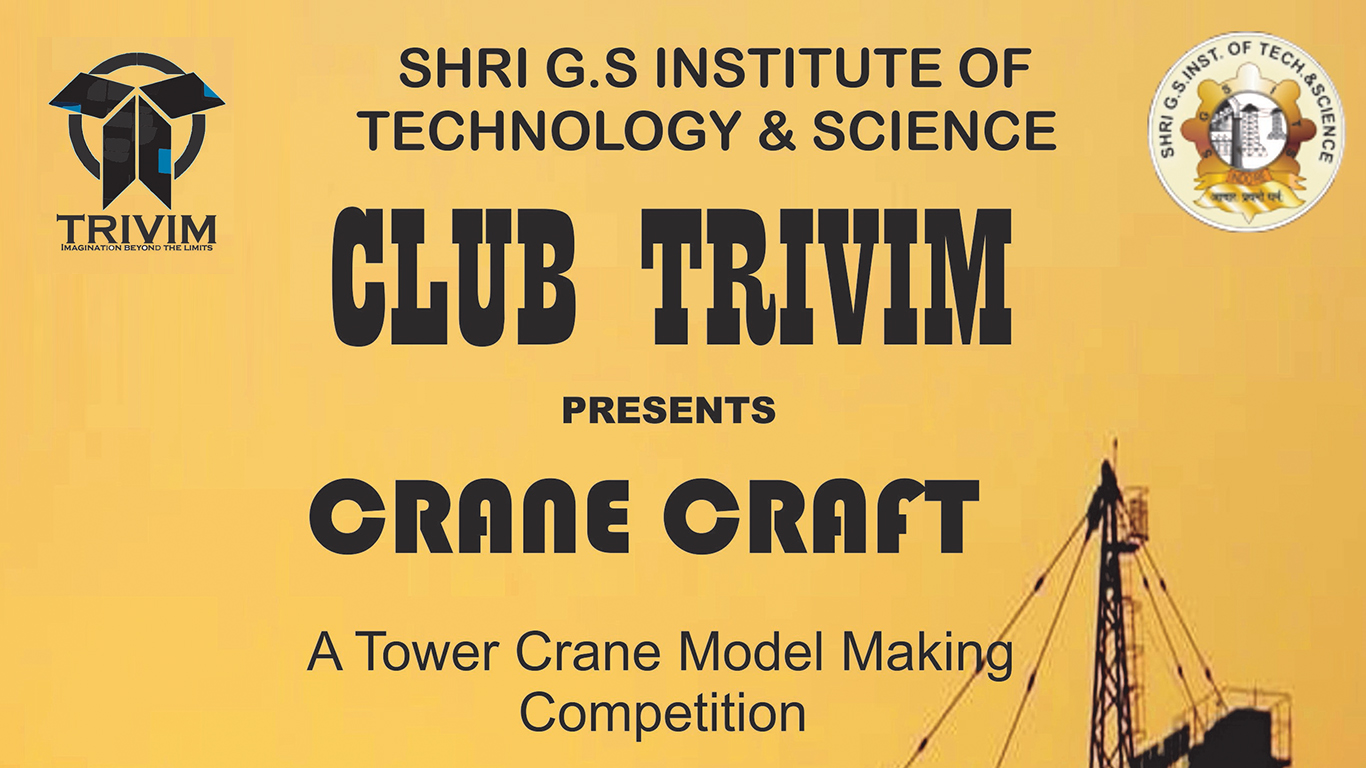 SHRI G.S INSTITUTE OF
TECHNOLOGY & SCIENCE
TRIVIM
IMAGINATION BEYOND THE LIMITS
SHRI G.S.INST. OF TECH.&SCIENCE
S G S I T S
INDORE
CLUB TRIVIM
PRESENTS
CRANE CRAFT
A Tower Crane Model Making
Competition